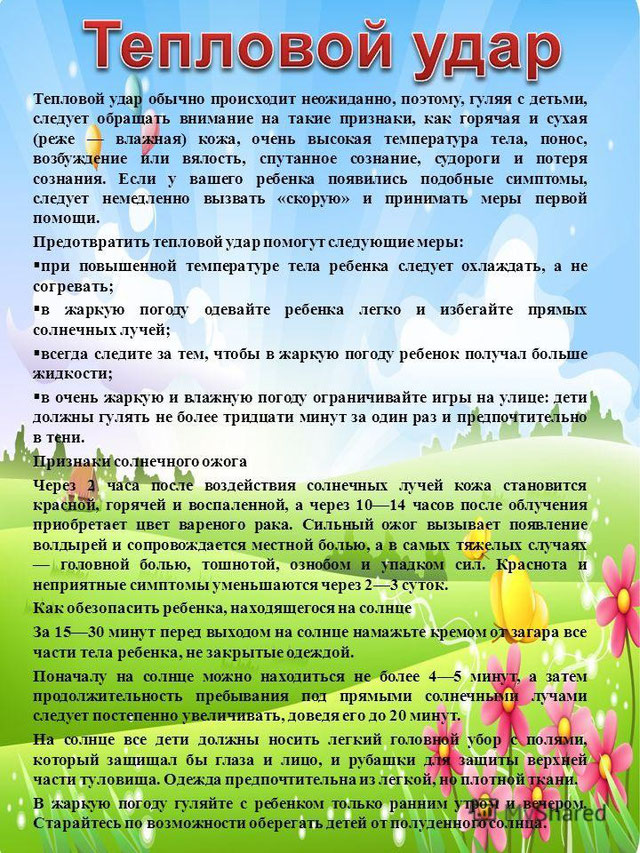 Тепловой удар
Тепловой удар обычно происходит неожиданно, поэтому, гуляя с детьми,
следует обращать внимание на такие признаки, как горячая и сухая
(реже — влажная) кожа, очень высокая температура тела, понос,
возбуждение или вялость, спутанное сознание, судороги и потеря
сознания. Если у вашего ребенка появились подобные симптомы,
следует немедленно вызвать «скорую» и принимать меры первой
помощи.
Предотвратить тепловой удар помогут следующие меры:
▪при повышенной температуре тела ребенка следует охлаждать, а не
согревать;
▪в жаркую погоду одевайте ребенка легко и избегайте прямых
солнечных лучей;
▪всегда следите за тем, чтобы в жаркую погоду ребенок получал больше
жидкости;
▪в очень жаркую и влажную погоду ограничивайте игры на улице: дети
должны гулять не более тридцати минут за один раз и предпочтительно
в тени.
Признаки солнечного ожога
Через 2 часа после воздействия солнечных лучей кожа становится
красной, горячей и воспаленной, а через 10—14 часов после облучения
приобретает цвет вареного рака. Сильный ожог вызывает появление
волдырей и сопровождается местной болью, а в самых тяжелых случаях
— головной болью, тошнотой, ознобом и упадком сил. Краснота и
неприятные симптомы уменьшаются через 2—3 суток.
Как обезопасить ребенка, находящегося на солнце
За 15—30 минут перед выходом на солнце намажьте кремом от загара все
части тела ребенка, не закрытые одеждой.
Поначалу на солнце можно находиться не более 4—5 минут, а затем
продолжительность пребывания под прямыми солнечными лучами
следует постепенно увеличивать, доведя его до 20 минут.
На солнце все дети должны носить легкий головной убор с полями,
который защищал бы глаза и лицо, и рубашки для защиты верхней
части туловища. Одежда предпочтительна из легкой, но плотной ткани.
В жаркую погоду гуляйте с ребенком только ранним утром и вечером.
Старайтесь по возможности оберегать детей от полуденного солнца.
MyShared